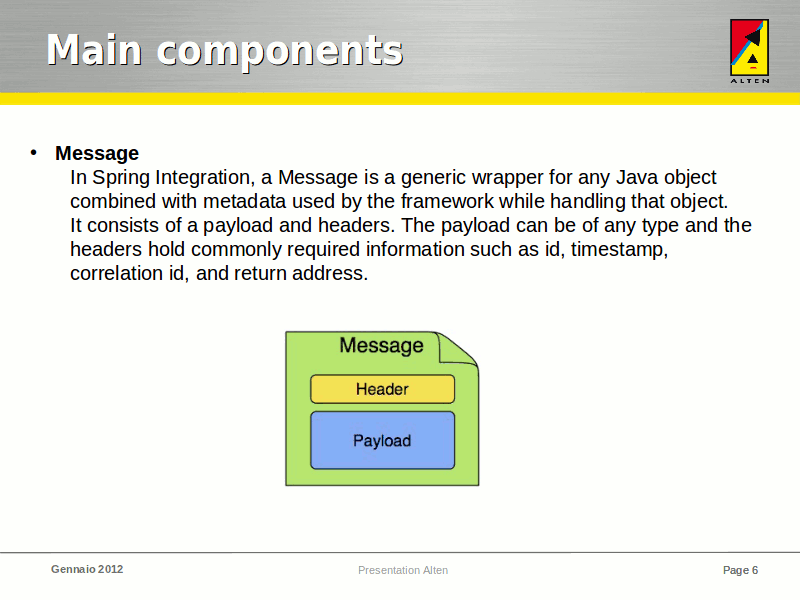 Main components
ALTEN
• Message
In Spring Integration, a Message is a generic wrapper for any Java object
combined with metadata used by the framework while handling that object.
It consists of a payload and headers. The payload can be of any type and the
headers hold commonly required information such as id, timestamp,
correlation id, and return address.
Message
Header
Payload
Gennaio 2012
Presentation Alten
Page 6